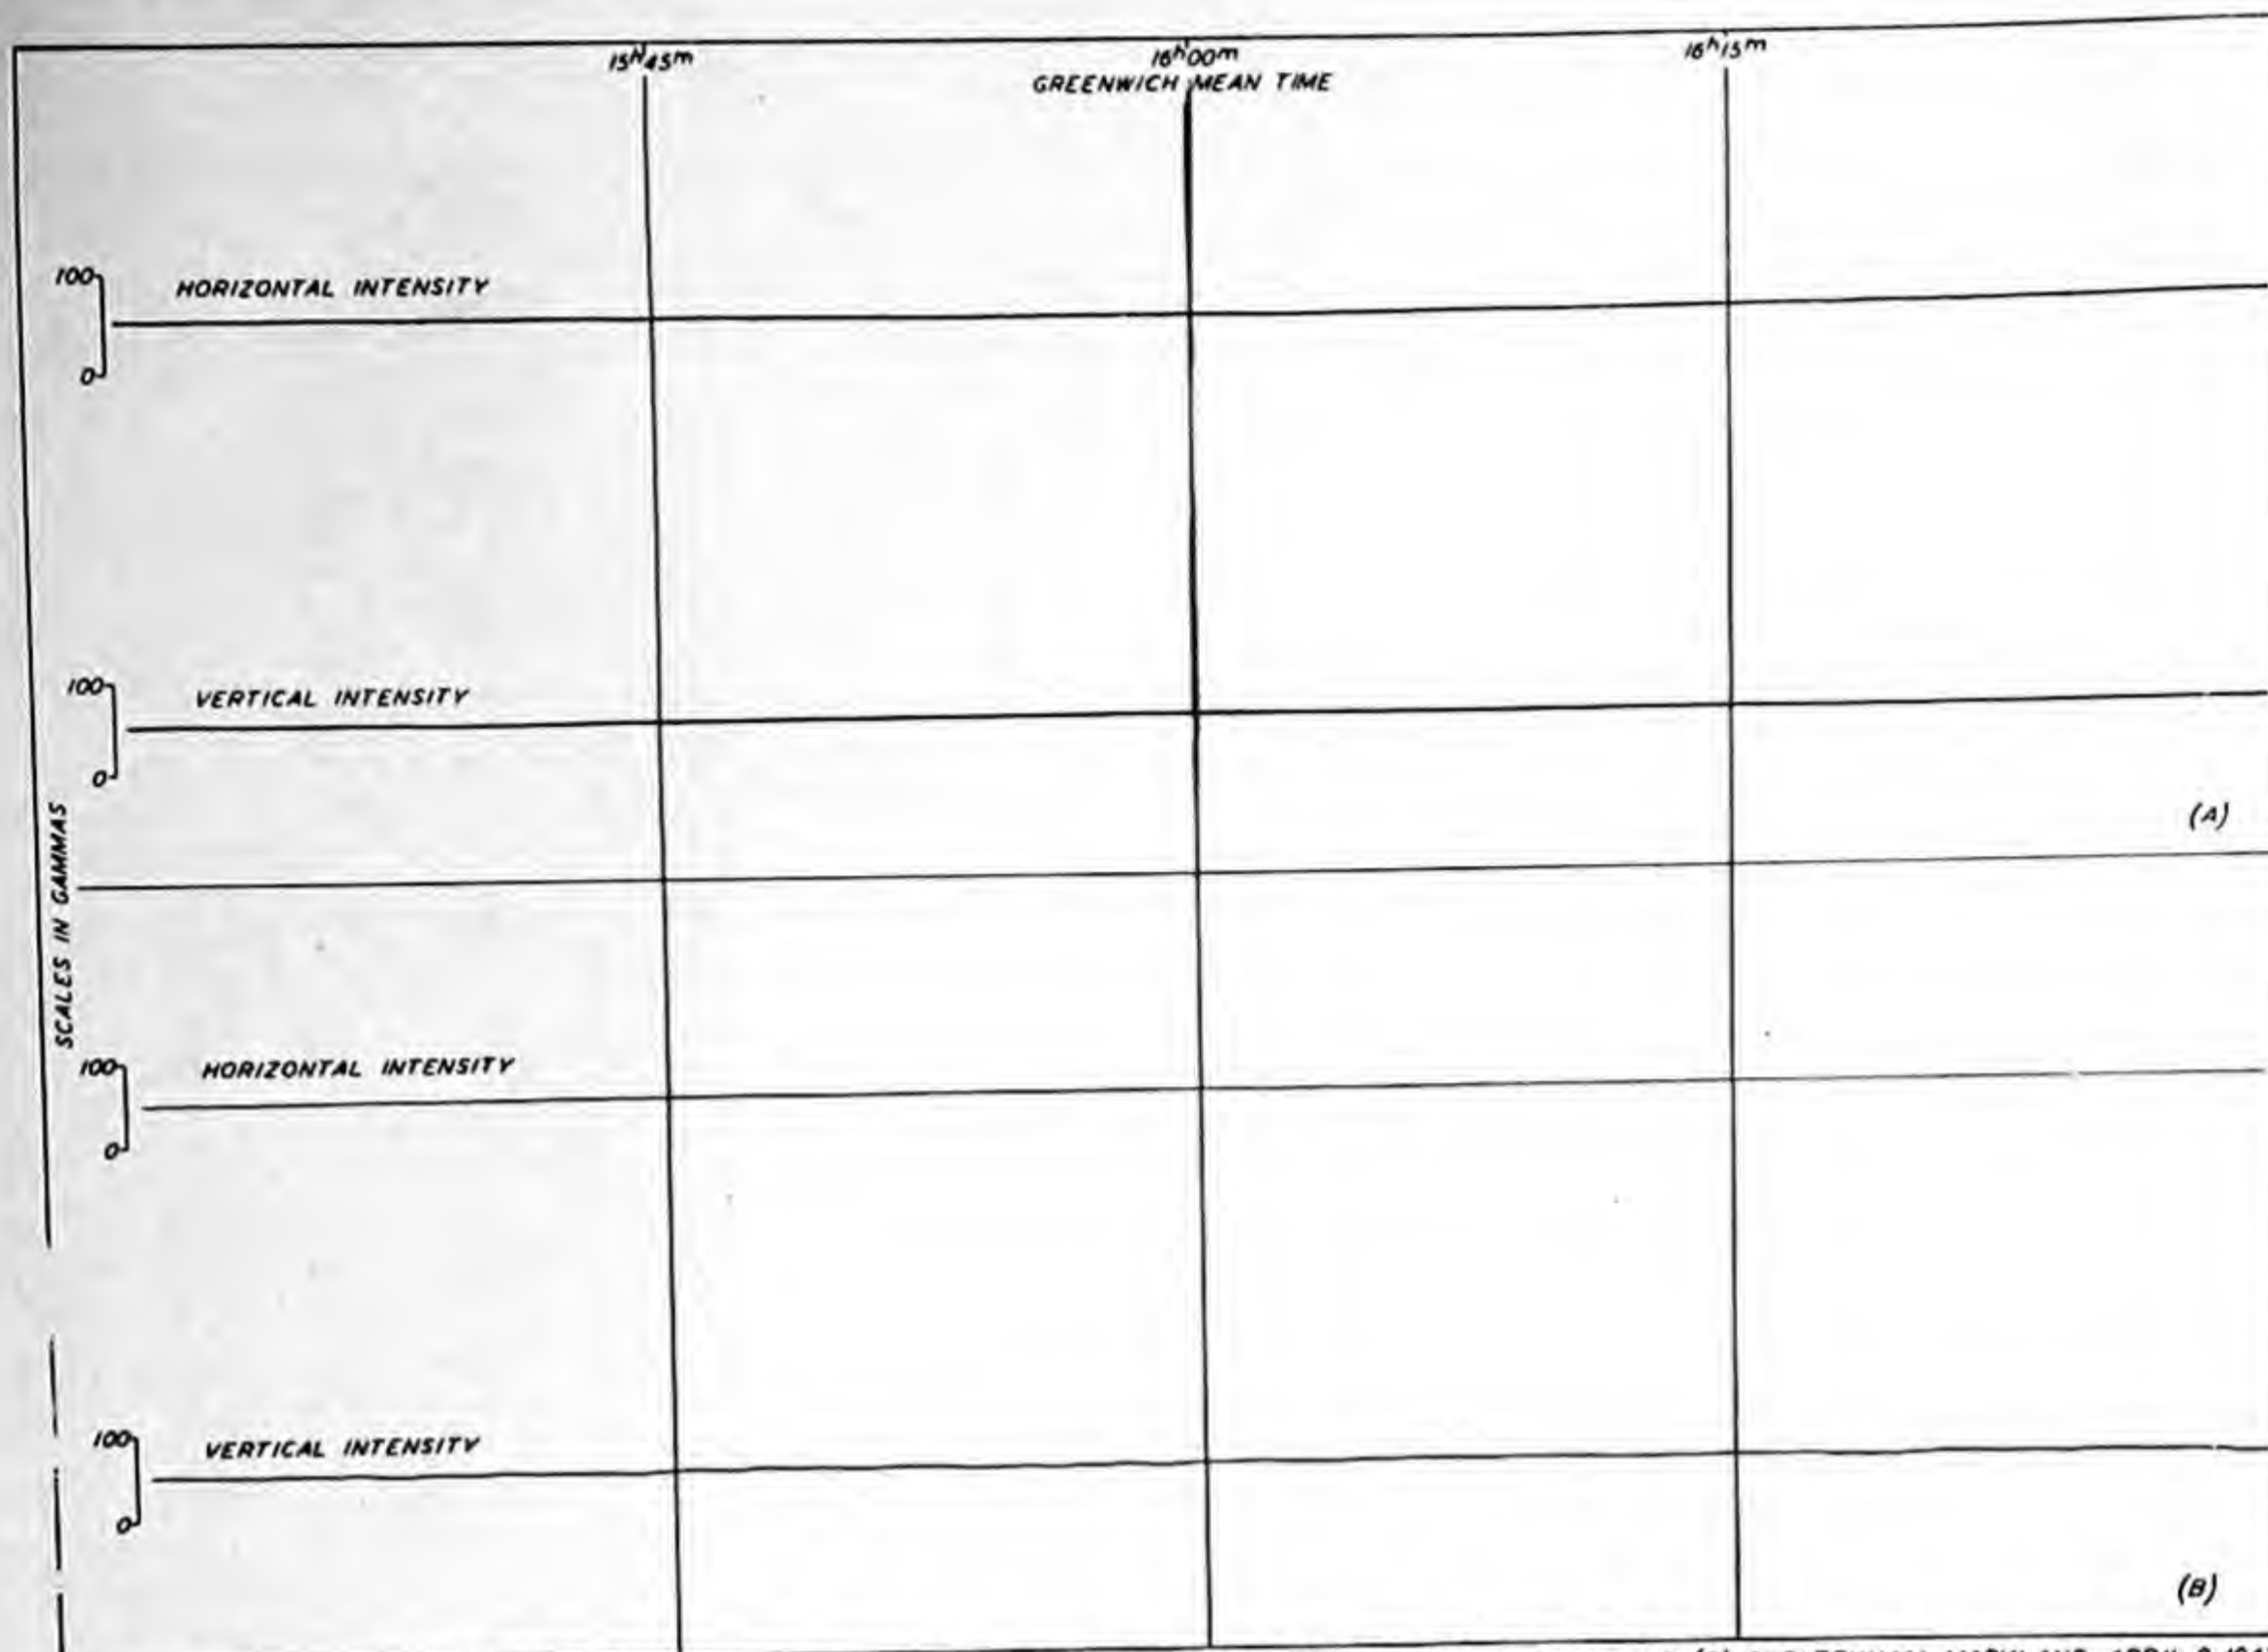 15h45m 16h00m 16h15m
GREENWICH MEAN TIME
100
HORIZONTAL INTENSITY
0
100
VERTICAL INTENSITY
0
(A)
SCALES IN GAMMAS
100
HORIZONTAL INTENSITY
0
100
VERTICAL INTENSITY
0
(B)